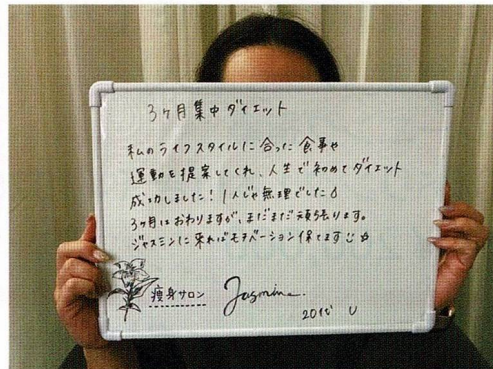 3ヶ月集中ダイエット
私のライフスタイルに合った食事や
運動を提案してくれ、人生で初めてダイエット
成功しました!1人じゃ無理でした
3ヶ月はおわりますが、まだまだ頑張ります。
ジャスミンに来ればモチベーション保てます
痩身サロン Jasmine.
20代 U